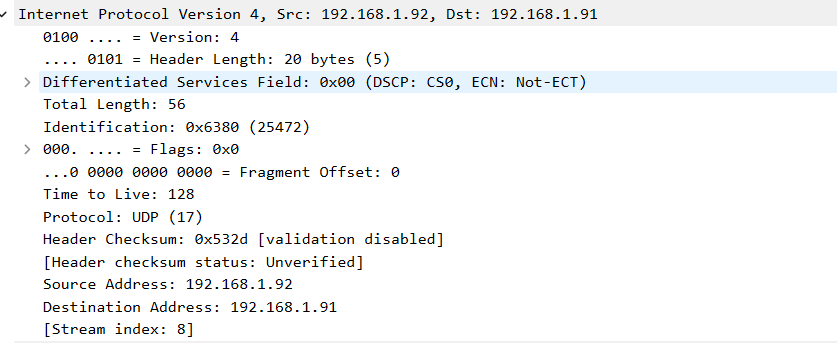 Internet Protocol Version 4, Src: 192.168.1.92, Dst: 192.168.1.91
0100 .... = Version: 4
.... 0101 = Header Length: 20 bytes (5)
Differentiated Services Field: 0x00 (DSCP: CS0, ECN: Not-ECT)
Total Length: 56
Identification: 0x6380 (25472)
000. .... = Flags: 0x0
...0 0000 0000 0000 = Fragment Offset: 0
Time to Live: 128
Protocol: UDP (17)
Header Checksum: 0x532d [validation disabled]
[Header checksum status: Unverified]
Source Address: 192.168.1.92
Destination Address: 192.168.1.91
[Stream index: 8]